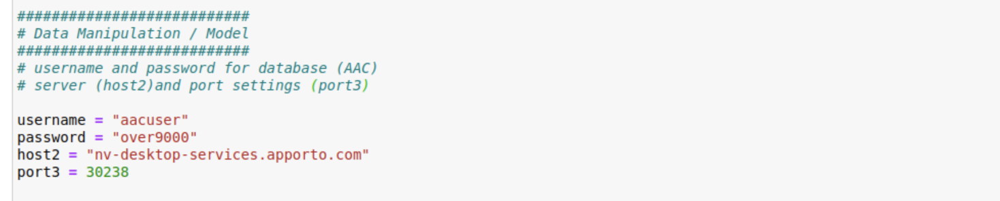 ###########################
# Data Manipulation / Model
###########################
# username and password for database (AAC)
# server (host2)and port settings (port3)
username = "aacuser"
password = "over9000"
host2 = "nv-desktop-services.apporto.com"
port3 = 30238